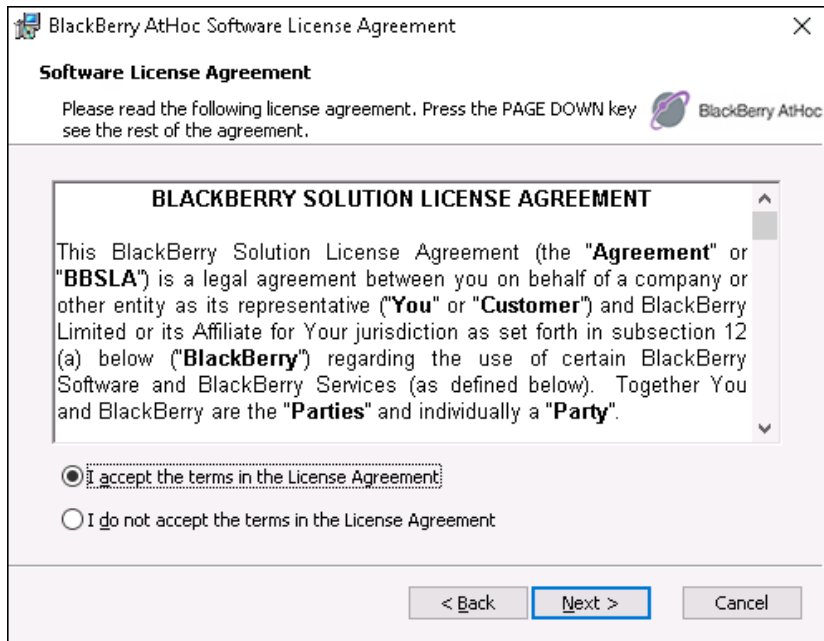 BlackBerry AtHoc Software License Agreement
Software License Agreement
Please read the following license agreement. Press the PAGE DOWN key
see the rest of the agreement.
BlackBerry AtHoc
BLACKBERRY SOLUTION LICENSE AGREEMENT
This BlackBerry Solution License Agreement (the "Agreement" or
"BBSLA") is a legal agreement between you on behalf of a company or
other entity as its representative ("You" or "Customer") and BlackBerry
Limited or its Affiliate for Your jurisdiction as set forth in subsection 12
(a) below ("BlackBerry") regarding the use of certain BlackBerry
Software and BlackBerry Services (as defined below). Together You
and BlackBerry are the "Parties" and individually a "Party".
I accept the terms in the License Agreement
I do not accept the terms in the License Agreement
< Back Next > Cancel